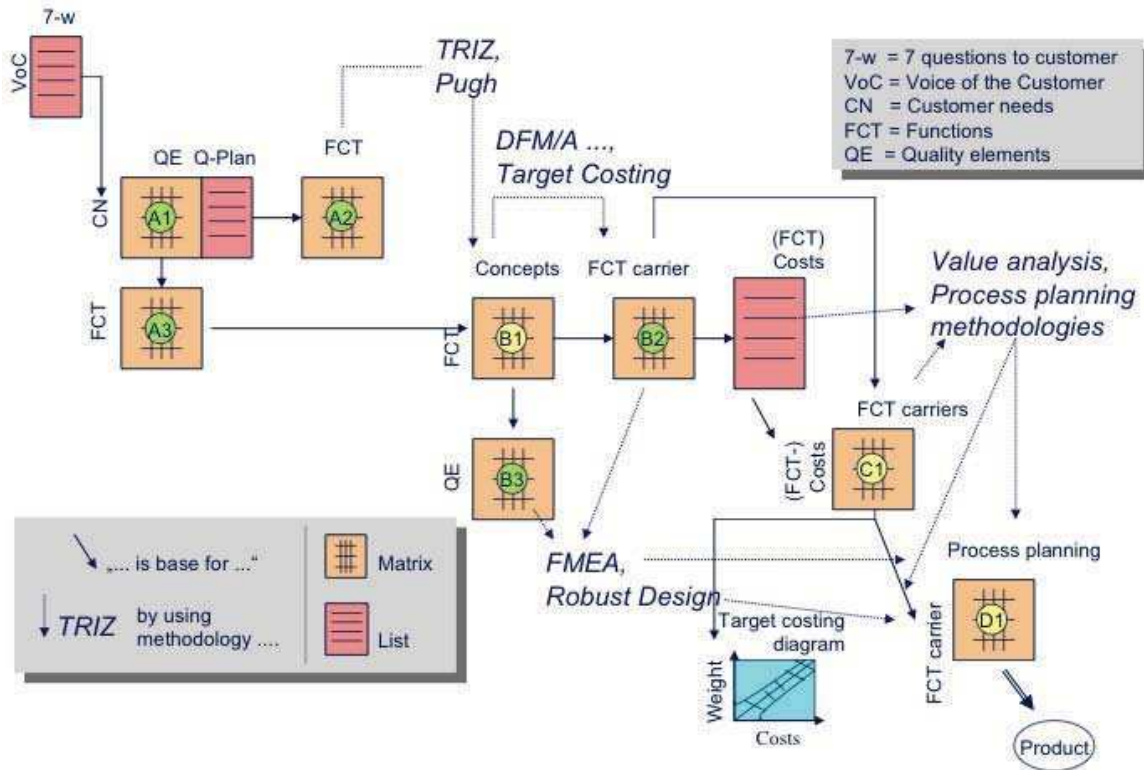 7-w
VoC
TRIZ,
Pugh
7-w = 7 questions to customer
VoC = Voice of the Customer
CN = Customer needs
FCT = Functions
QE = Quality elements
QE Q-Plan
FCT
CN
A1
A2
DFM/A ...,
Target Costing
FCT
A3
Concepts
FCT carrier
(FCT)
Costs
Value analysis,
Process planning
methodologies
FCT
B1
B2
FCT carriers
QE
B3
(FCT-)
Costs
C1
„... is base for ...“
Matrix
TRIZ
by using
methodology ....
List
FMEA,
Robust Design
Process planning
Target costing
diagram
FCT carrier
D1
Weight
Costs
Product